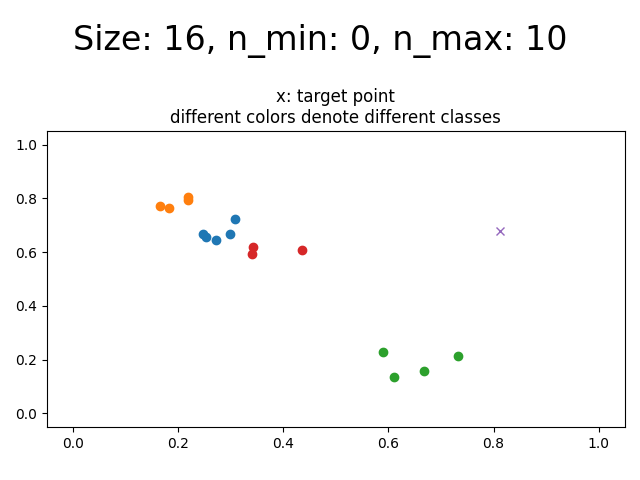 Size: 16, n_min: 0, n_max: 10
x: target point
different colors denote different classes
1.0
0.8
0.6
0.4
0.2
0.0
0.0 0.2 0.4 0.6 0.8 1.0